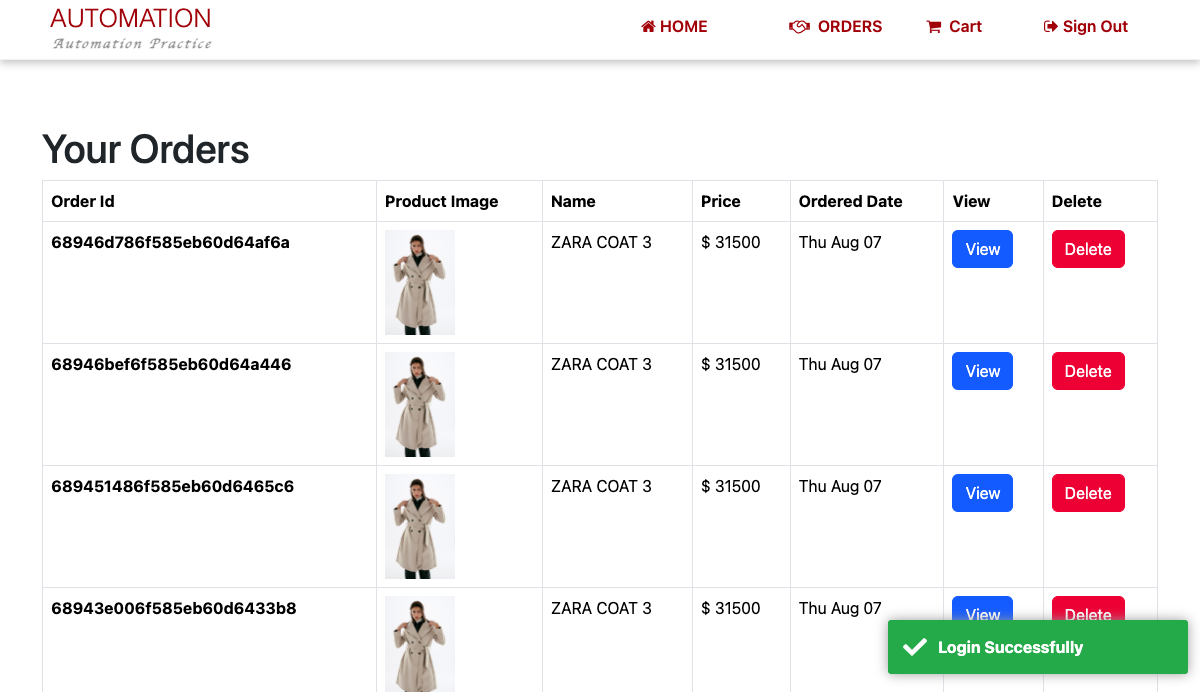 AUTOMATION
Automation Practice
HOME
ORDERS
Cart
Sign Out
Your Orders
Order Id Product Image Name Price Ordered Date View Delete
68946d786f585eb60d64af6a ZARA COAT 3 $ 31500 Thu Aug 07 View Delete
68946bef6f585eb60d64a446 ZARA COAT 3 $ 31500 Thu Aug 07 View Delete
689451486f585eb60d6465c6 ZARA COAT 3 $ 31500 Thu Aug 07 View Delete
68943e006f585eb60d6433b8 ZARA COAT 3 $ 31500 Thu Aug 07 View Delete
Login Successfully